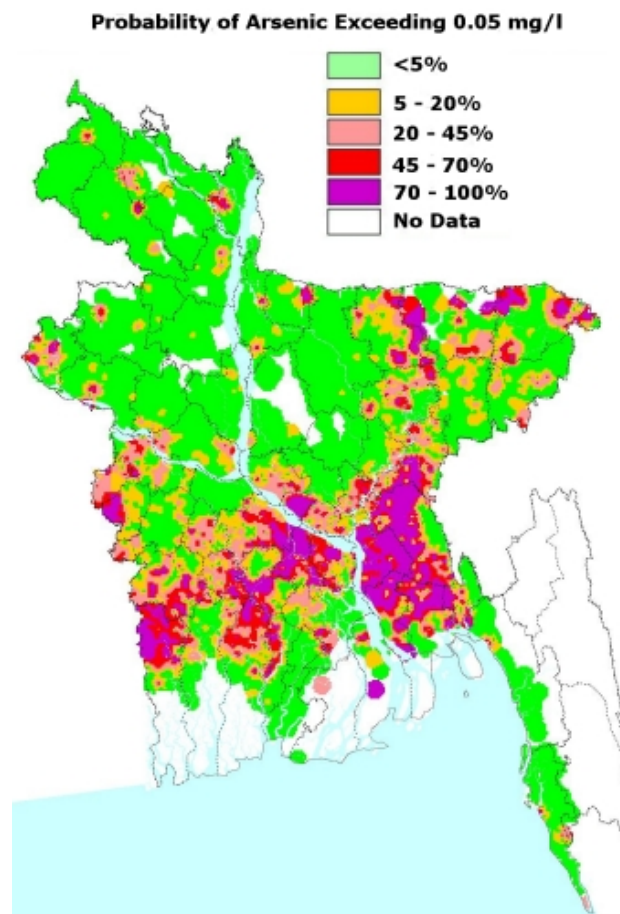 Probability of Arsenic Exceeding 0.05 mg/l
<5%
5 - 20%
20 - 45%
45 - 70%
70 - 100%
No Data